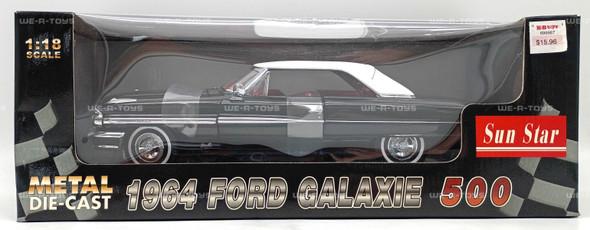 1:18
SCALE
$15.96
Sun Star
METAL
DIE-CAST
1964 FORD GALAXIE 500
WE-R-TOYS